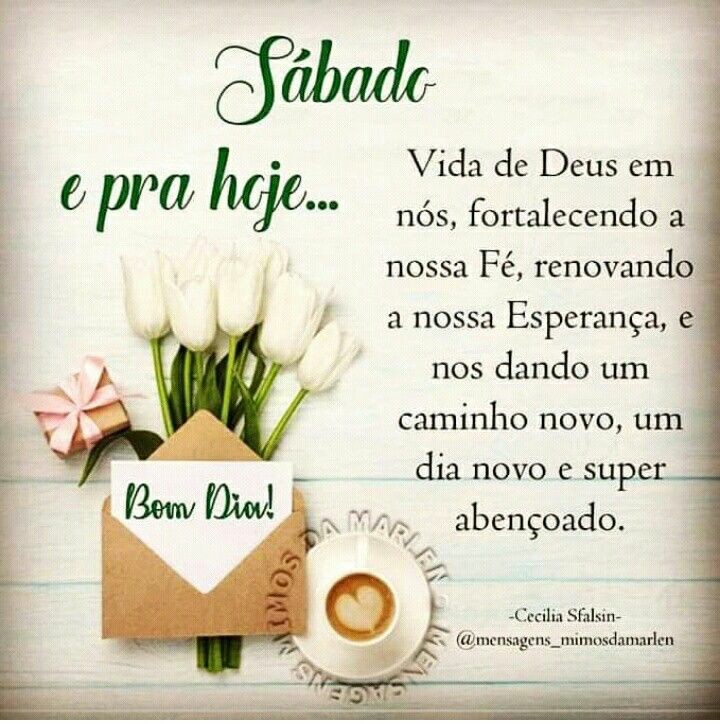 Sábado
e pra hoje...
Vida de Deus em
nós, fortalecendo a
nossa Fé, renovando
a nossa Esperança, e
nos dando um
caminho novo, um
dia novo e super
abençoado.
Bom Dia!
MIMOS DA MARLEN
MENSAGENS
-Cecilia Sfalsin-
@mensagens_mimosdamarlen